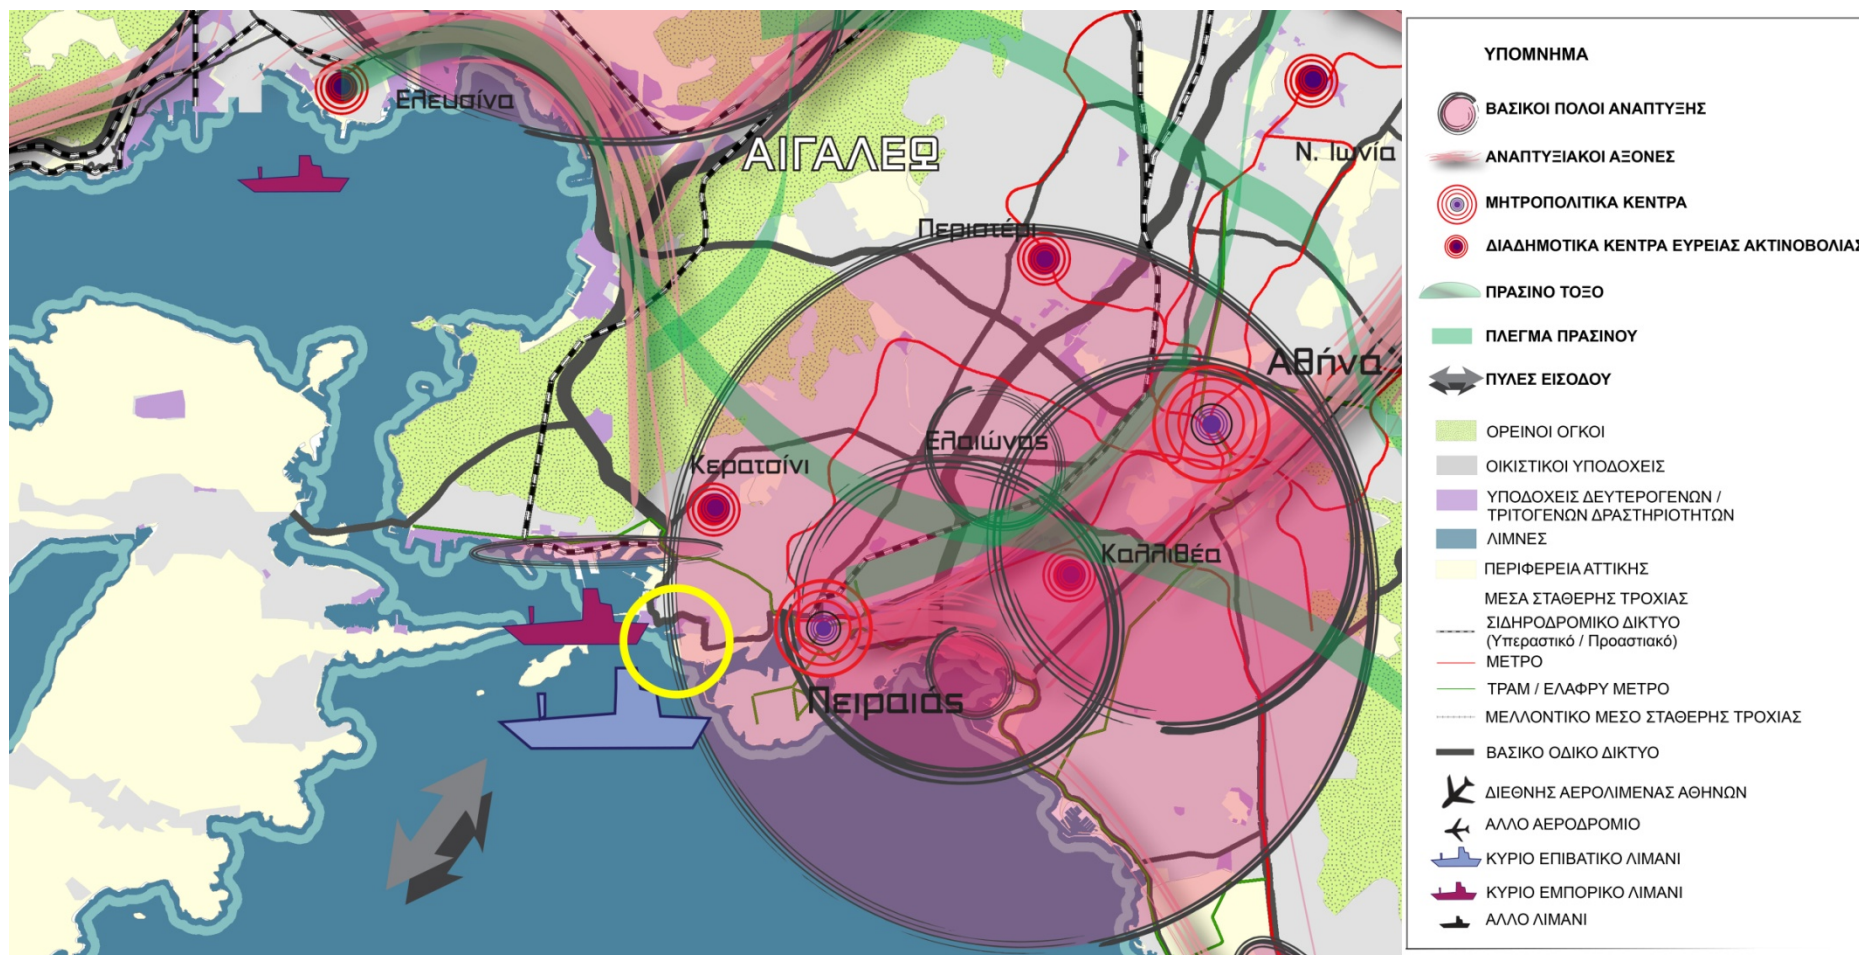 Ελευσίνα
ΑΙΓΑΛΕΩ
Ν. Ιωνία
Περιστέρι
Αθήνά
Ελαιώνας
Κερατσίνι
Καλλιθέα
Πειραιάς
ΥΠΟΜΝΗΜΑ
ΒΑΣΙΚΟΙ ΠΟΛΟΙ ΑΝΑΠΤΥΞΗΣ
ΑΝΑΠΤΥΞΙΑΚΟΙ ΑΞΟΝΕΣ
ΜΗΤΡΟΠΟΛΙΤΙΚΑ ΚΕΝΤΡΑ
ΔΙΑΔΗΜΟΤΙΚΑ ΚΕΝΤΡΑ ΕΥΡΕΙΑΣ ΑΚΤΙΝΟΒΟΛΙΑΣ
ΠΡΑΣΙΝΟ ΤΟΞΟ
ΠΛΕΓΜΑ ΠΡΑΣΙΝΟΥ
ΠΥΛΕΣ ΕΙΣΟΔΟΥ
ΟΡΕΙΝΟΙ ΟΓΚΟΙ
ΟΙΚΙΣΤΙΚΟΙ ΥΠΟΔΟΧΕΙΣ
ΥΠΟΔΟΧΕΙΣ ΔΕΥΤΕΡΟΓΕΝΩΝ /
ΤΡΙΤΟΓΕΝΩΝ ΔΡΑΣΤΗΡΙΟΤΗΤΩΝ
ΛΙΜΝΕΣ
ΠΕΡΙΦΕΡΕΙΑ ΑΤΤΙΚΗΣ
ΜΕΣΑ ΣΤΑΘΕΡΗΣ ΤΡΟΧΙΑΣ
ΣΙΔΗΡΟΔΡΟΜΙΚΟ ΔΙΚΤΥΟ
(Υπεραστικό / Προαστιακό)
ΜΕΤΡΟ
ΤΡΑΜ / ΕΛΑΦΡΥ ΜΕΤΡΟ
ΜΕΛΛΟΝΤΙΚΟ ΜΕΣΟ ΣΤΑΘΕΡΗΣ ΤΡΟΧΙΑΣ
ΒΑΣΙΚΟ ΟΔΙΚΟ ΔΙΚΤΥΟ
ΔΙΕΘΝΗΣ ΑΕΡΟΛΙΜΕΝΑΣ ΑΘΗΝΩΝ
ΑΛΛΟ ΑΕΡΟΔΡΟΜΙΟ
ΚΥΡΙΟ ΕΠΙΒΑΤΙΚΟ ΛΙΜΑΝΙ
ΚΥΡΙΟ ΕΜΠΟΡΙΚΟ ΛΙΜΑΝΙ
ΑΛΛΟ ΛΙΜΑΝΙ